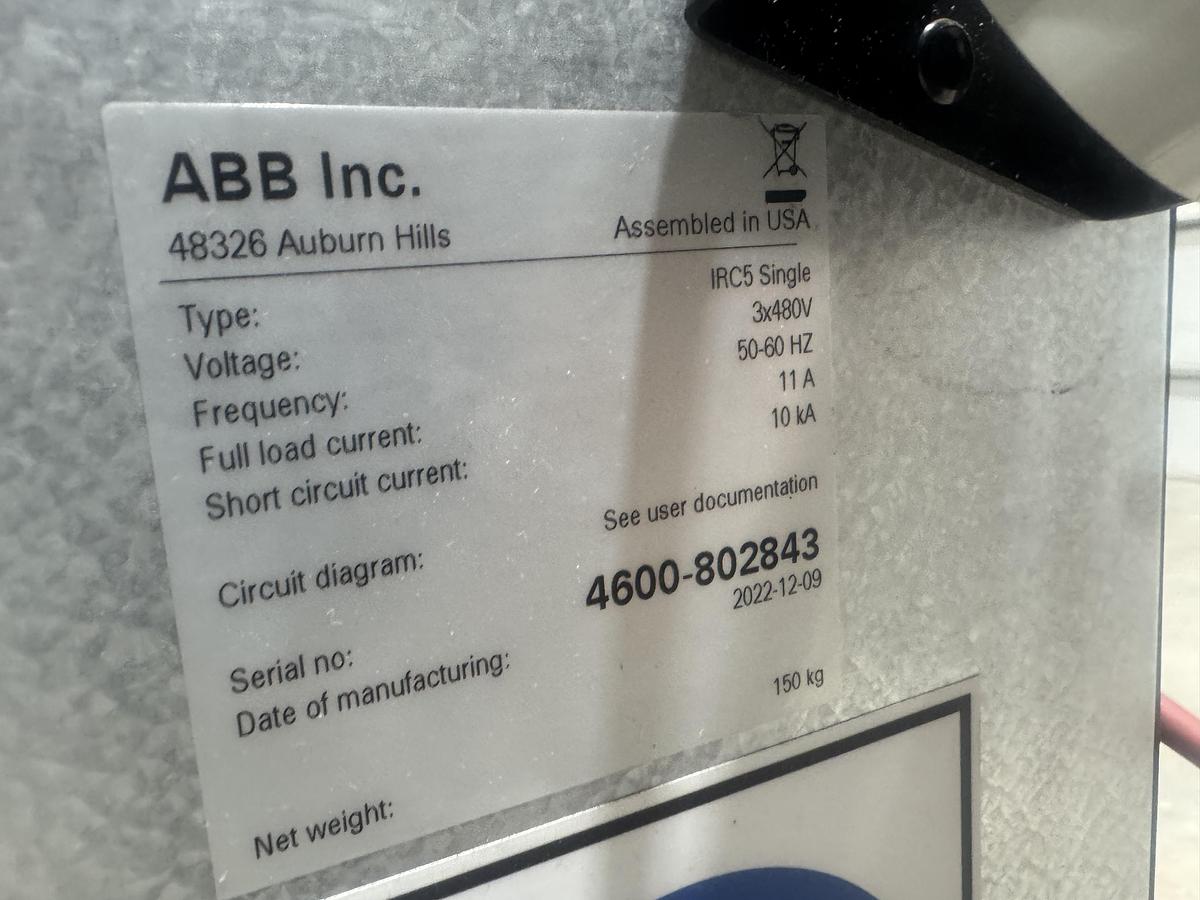 ABB Inc.
48326 Auburn Hills
Assembled in USA
Type: IRC5 Single
Voltage: 3x480V
Frequency: 50-60 HZ
Full load current: 11 A
Short circuit current: 10 kA
Circuit diagram: See user documentation
Serial no: 4600-802843
Date of manufacturing: 2022-12-09
Net weight: 150 kg